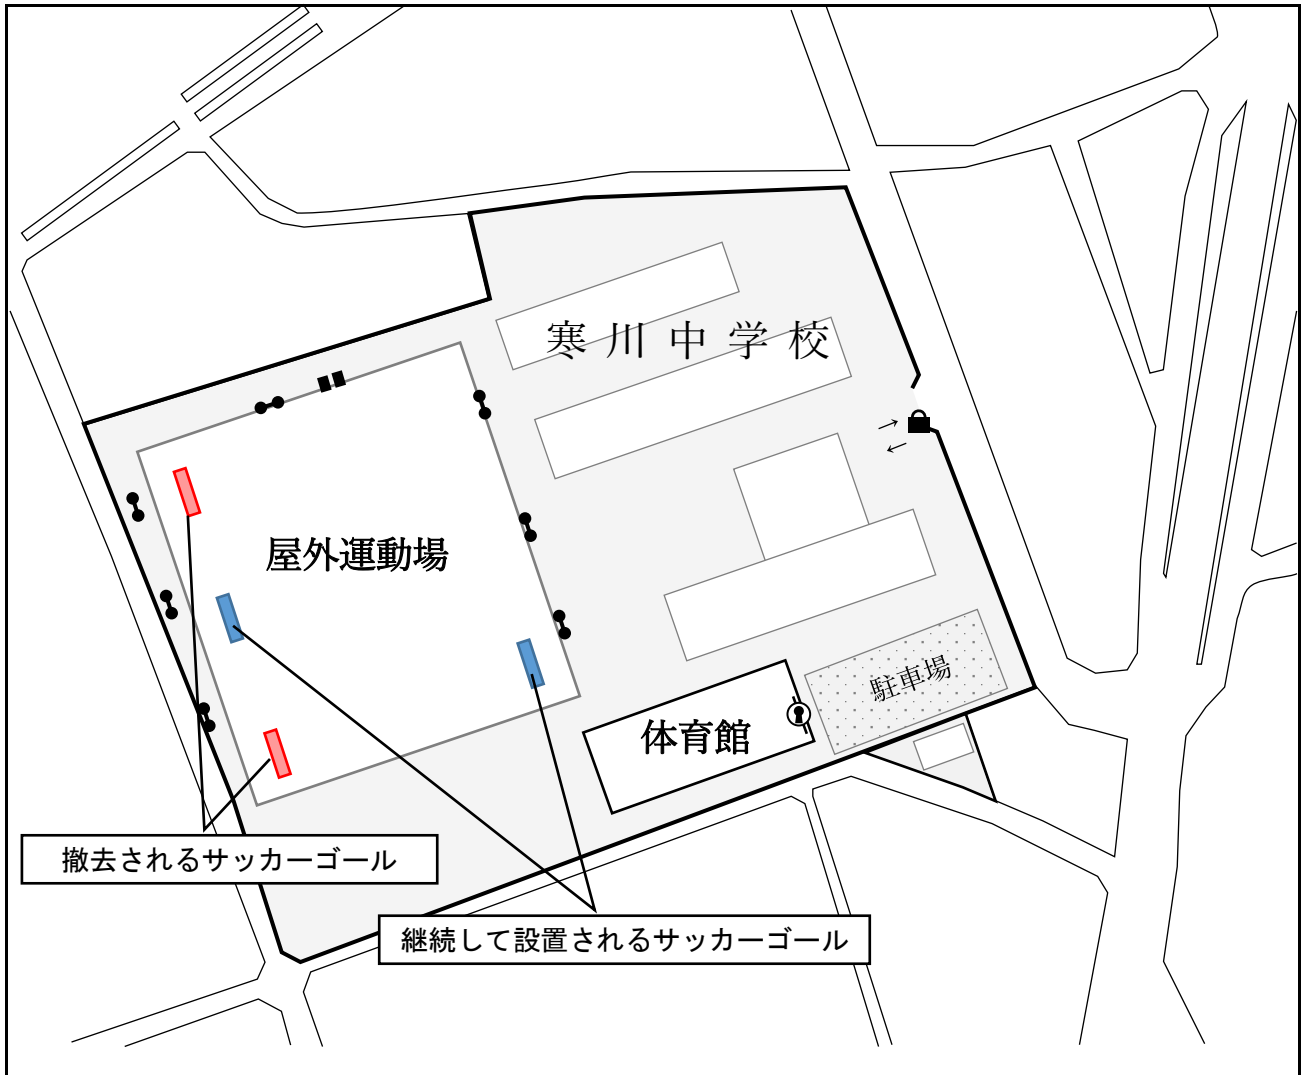 寒川中学校
屋外運動場
駐車場
体育館
撤去されるサッカーゴール
継続して設置されるサッカーゴール